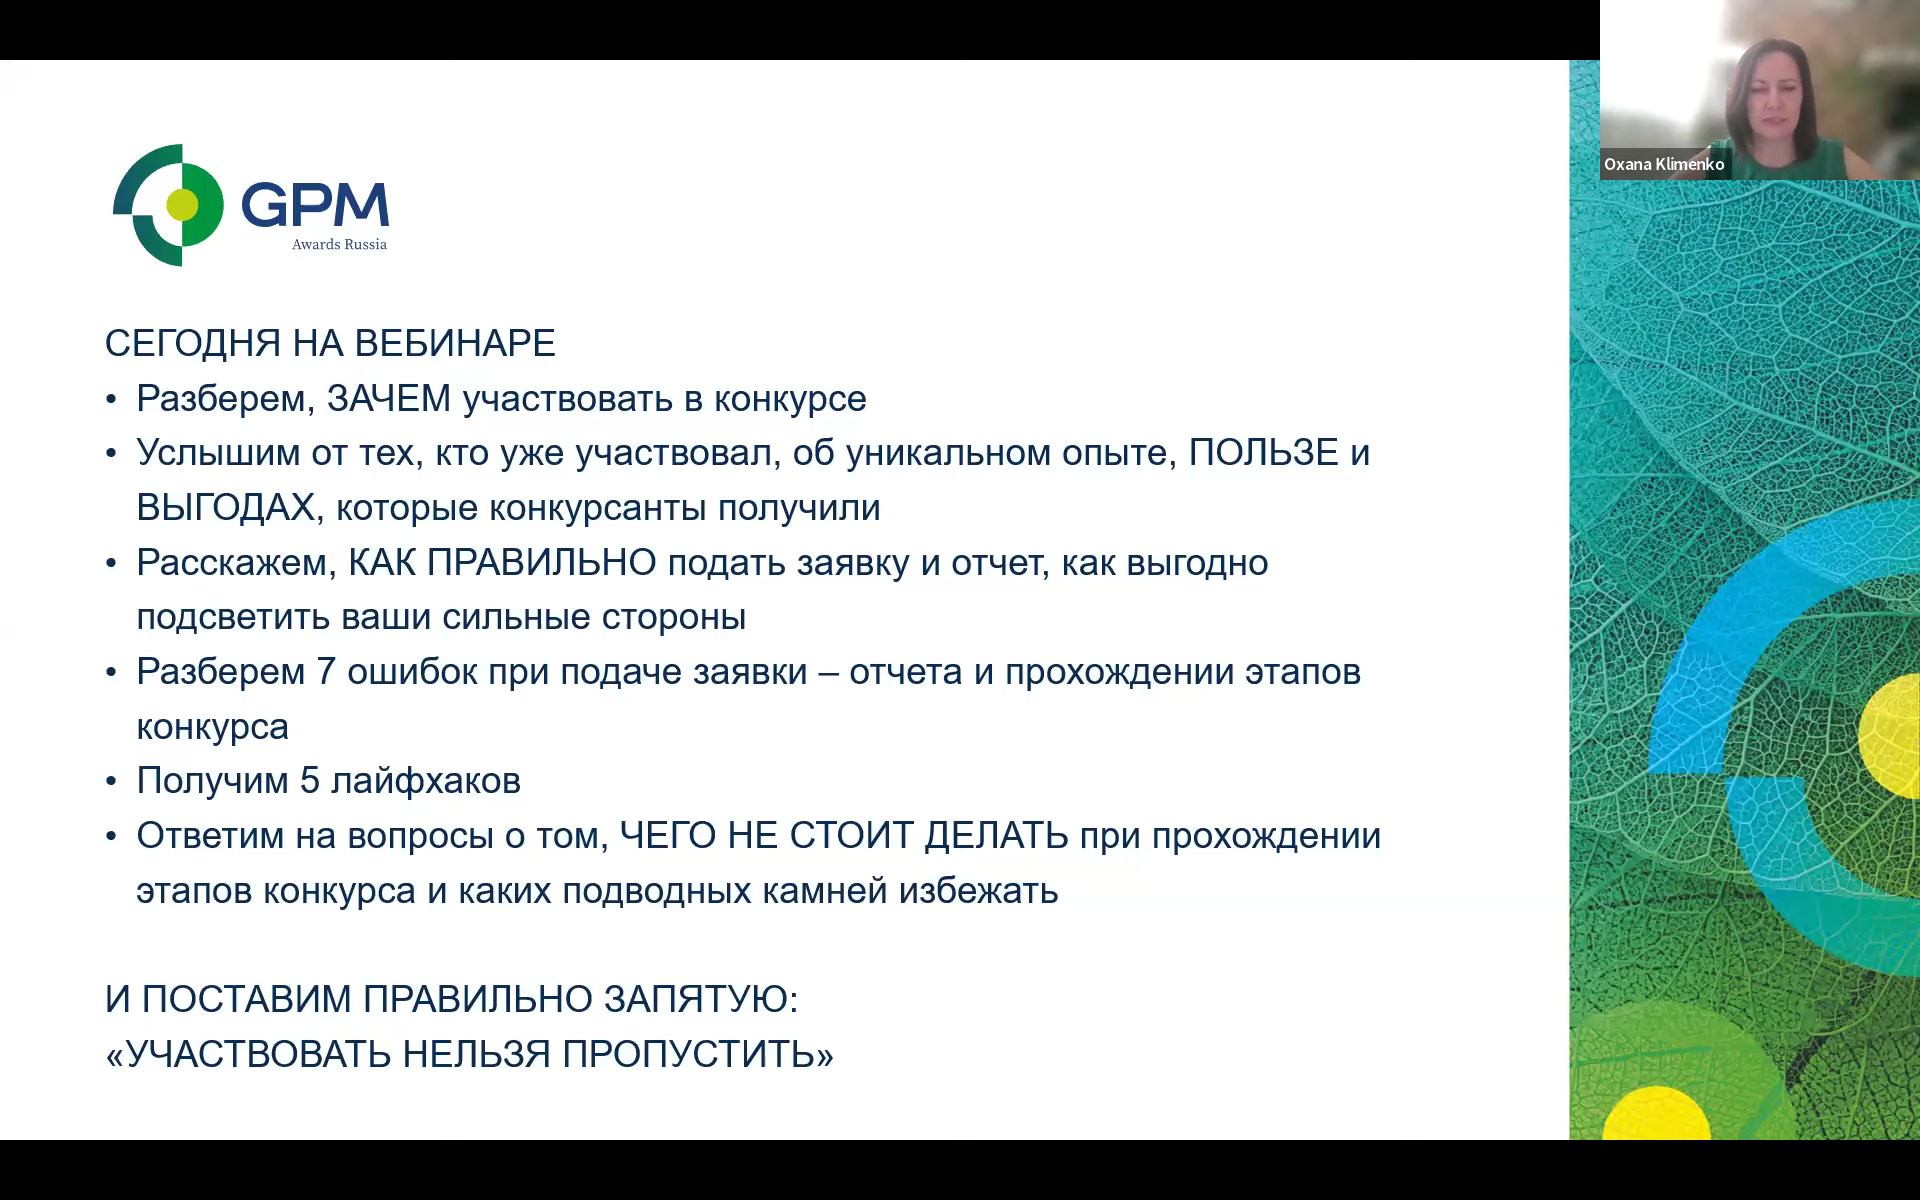 Oxana Klimenko
GPM
Awards Russia
СЕГОДНЯ НА ВЕБИНАРЕ
• Разберем, ЗАЧЕМ участвовать в конкурсе
• Услышим от тех, кто уже участвовал, об уникальном опыте, ПОЛЬЗЕ и
ВЫГОДАХ, которые конкурсанты получили
• Расскажем, КАК ПРАВИЛЬНО подать заявку и отчет, как выгодно
подсветить ваши сильные стороны
• Разберем 7 ошибок при подаче заявки – отчета и прохождении этапов
конкурса
• Получим 5 лайфхаков
• Ответим на вопросы о том, ЧЕГО НЕ СТОИТ ДЕЛАТЬ при прохождении
этапов конкурса и каких подводных камней избежать
И ПОСТАВИМ ПРАВИЛЬНО ЗАПЯТУЮ:
«УЧАСТВОВАТЬ НЕЛЬЗЯ ПРОПУСТИТЬ»